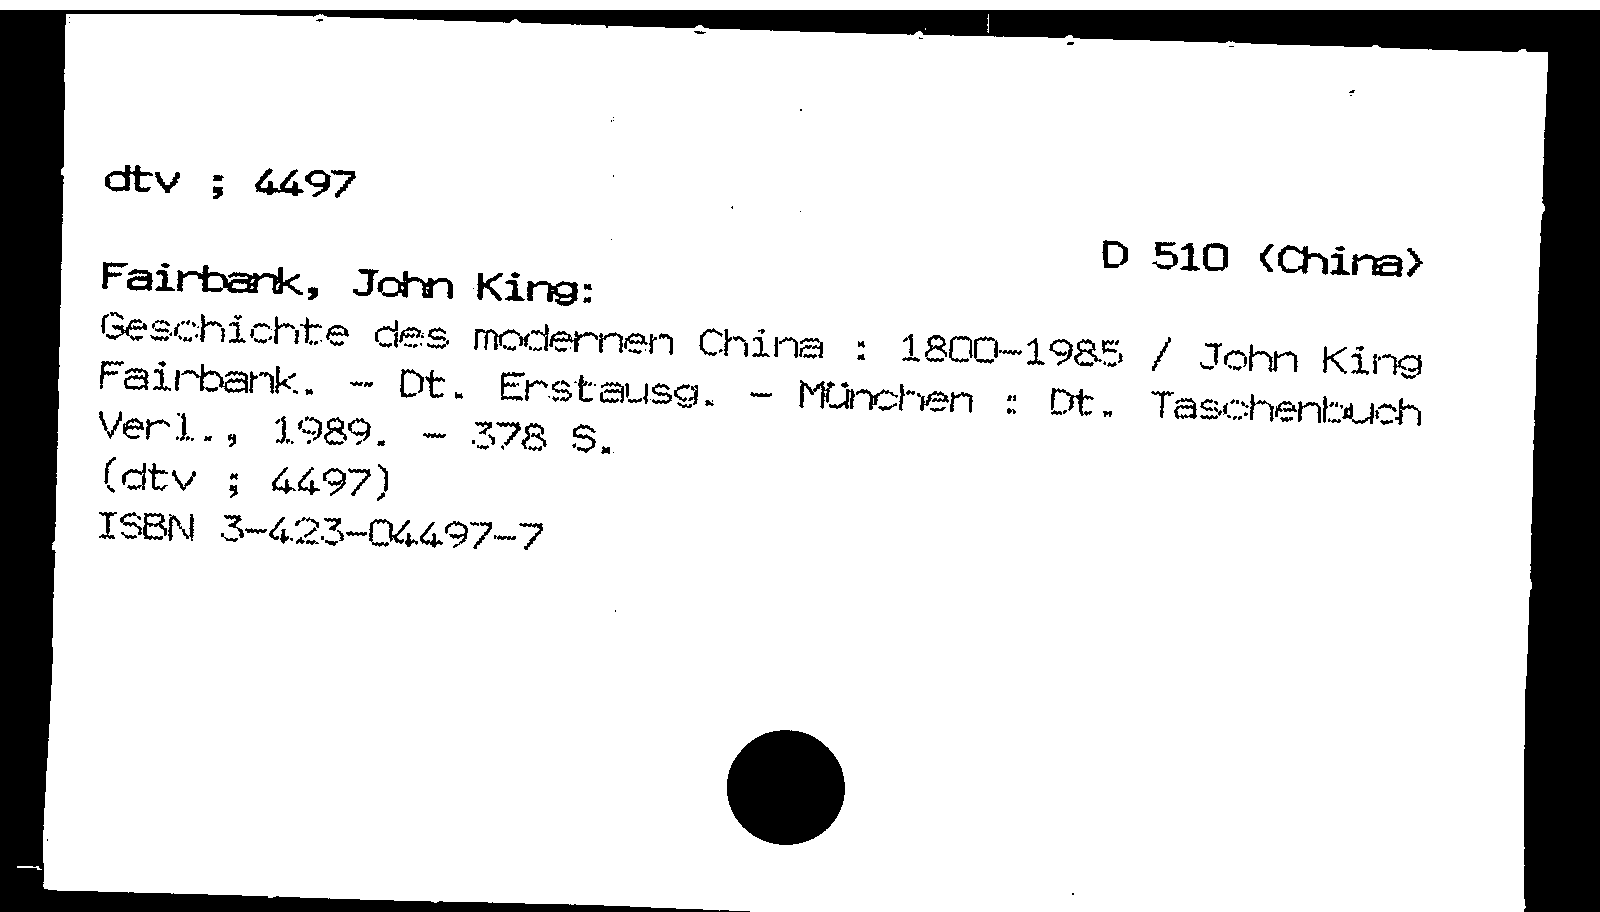 dtv ; 4497
D 510 <China>
Fairbank, John King:
Geschichte des modernen China : 1800-1985 / John King
Fairbank. - Dt. Erstausg. - München : Dt. Taschenbuch
Verl., 1989. - 378 S.
(dtv ; 4497)
ISBN 3-423-04497-7